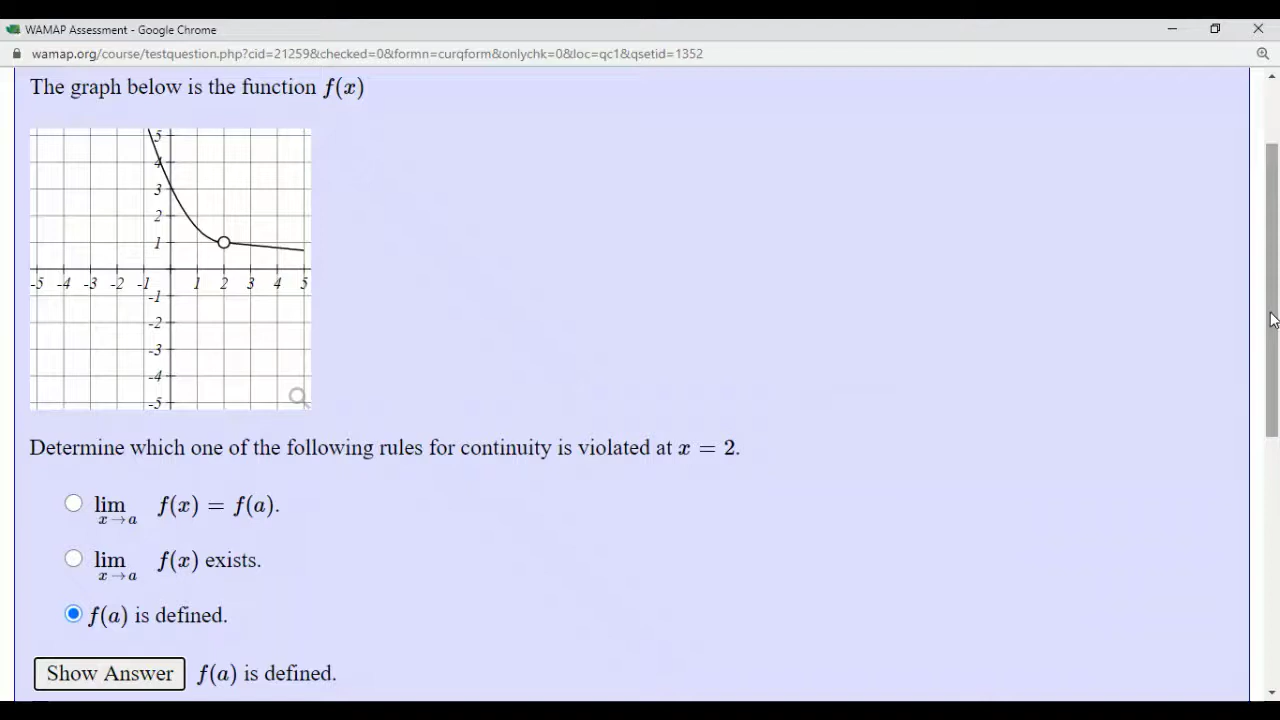 WAMAP Assessment - Google Chrome
wamap.org/course/testquestion.php?cid=21259&checked=0&formn=curqform&onlychk=0&loc=qc1&qsetid=1352
The graph below is the function f(x)
5
4
3
2
1
-5 -4 -3 -2 -1 1 2 3 4 5
-1
-2
-3
-4
-5
Determine which one of the following rules for continuity is violated at x = 2.
lim x→a f(x) = f(a).
lim x→a f(x) exists.
f(a) is defined.
Show Answer f(a) is defined.